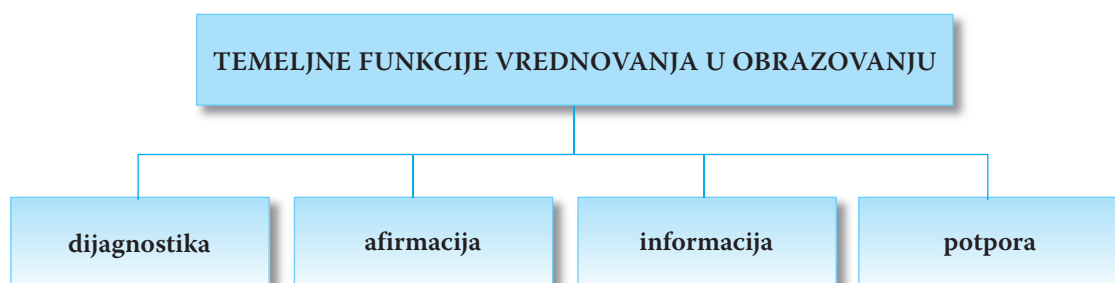 TEMELJNE FUNKCIJE VREDNOVANJA U OBRAZOVANJU
dijagnostika
afirmacija
informacija
potpora